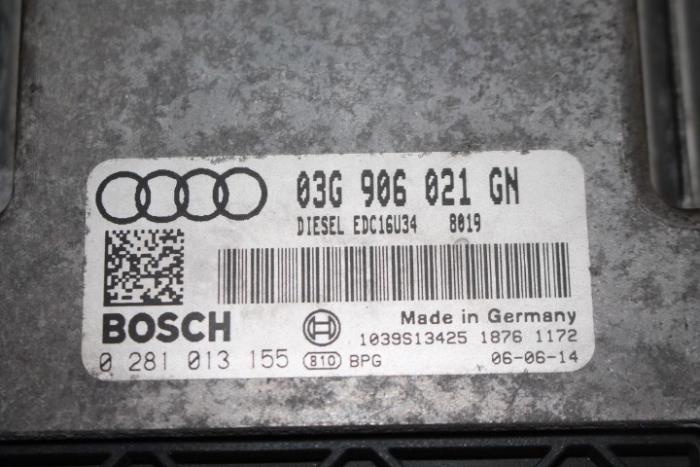 03G 906 021 GN
DIESEL EDC16U34 8019
BOSCH
Made in Germany
1039S13425 1876 1172
0 281 013 155 810 BPG 06-06-14